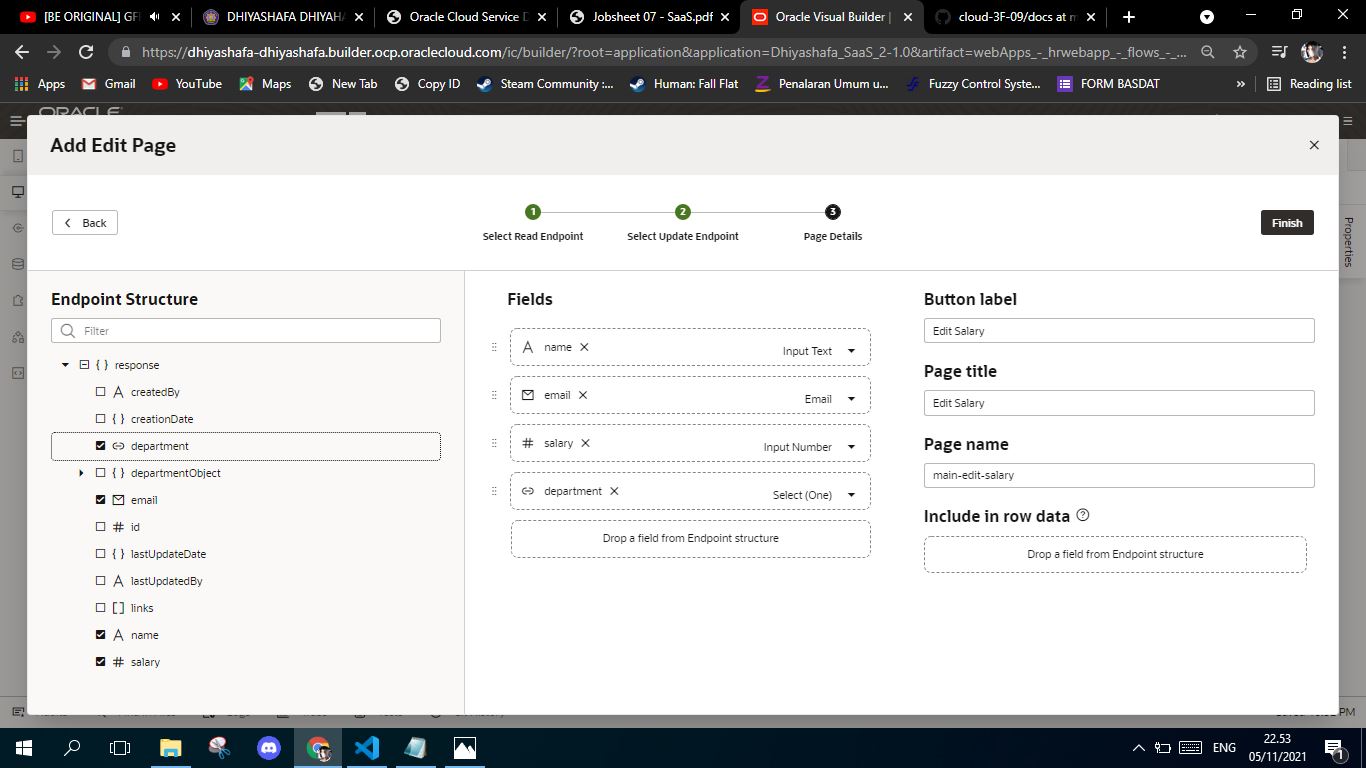 [BE ORIGINAL] GF
DHIYASHAFA DHIYAHA
Oracle Cloud Service D
Jobsheet 07 - SaaS.pdf
Oracle Visual Builder |
cloud-3F-09/docs at m
https://dhiyashafa-dhiyashafa.builder.ocp.oraclecloud.com/ic/builder/?root=application&application=Dhiyashafa_SaaS_2-1.0&artifact=webApps_-_hrwebapp_-_flows_-_...
Apps
Gmail
YouTube
Maps
New Tab
Copy ID
Steam Community :...
Human: Fall Flat
Penalaran Umum u...
Fuzzy Control Syste...
FORM BASDAT
»
Reading list
ORACLE
Add Edit Page
Back
1
2
3
Select Read Endpoint
Select Update Endpoint
Page Details
Finish
Properties
Endpoint Structure
Filter
{ } response
A createdBy
{ } creationDate
department
{ } departmentObject
email
# id
{ } lastUpdateDate
A lastUpdatedBy
[ ] links
A name
# salary
Fields
A name
Input Text
email
Email
# salary
Input Number
department
Select (One)
Drop a field from Endpoint structure
Button label
Edit Salary
Page title
Edit Salary
Page name
main-edit-salary
Include in row data
Drop a field from Endpoint structure
ENG
22.53
05/11/2021
1